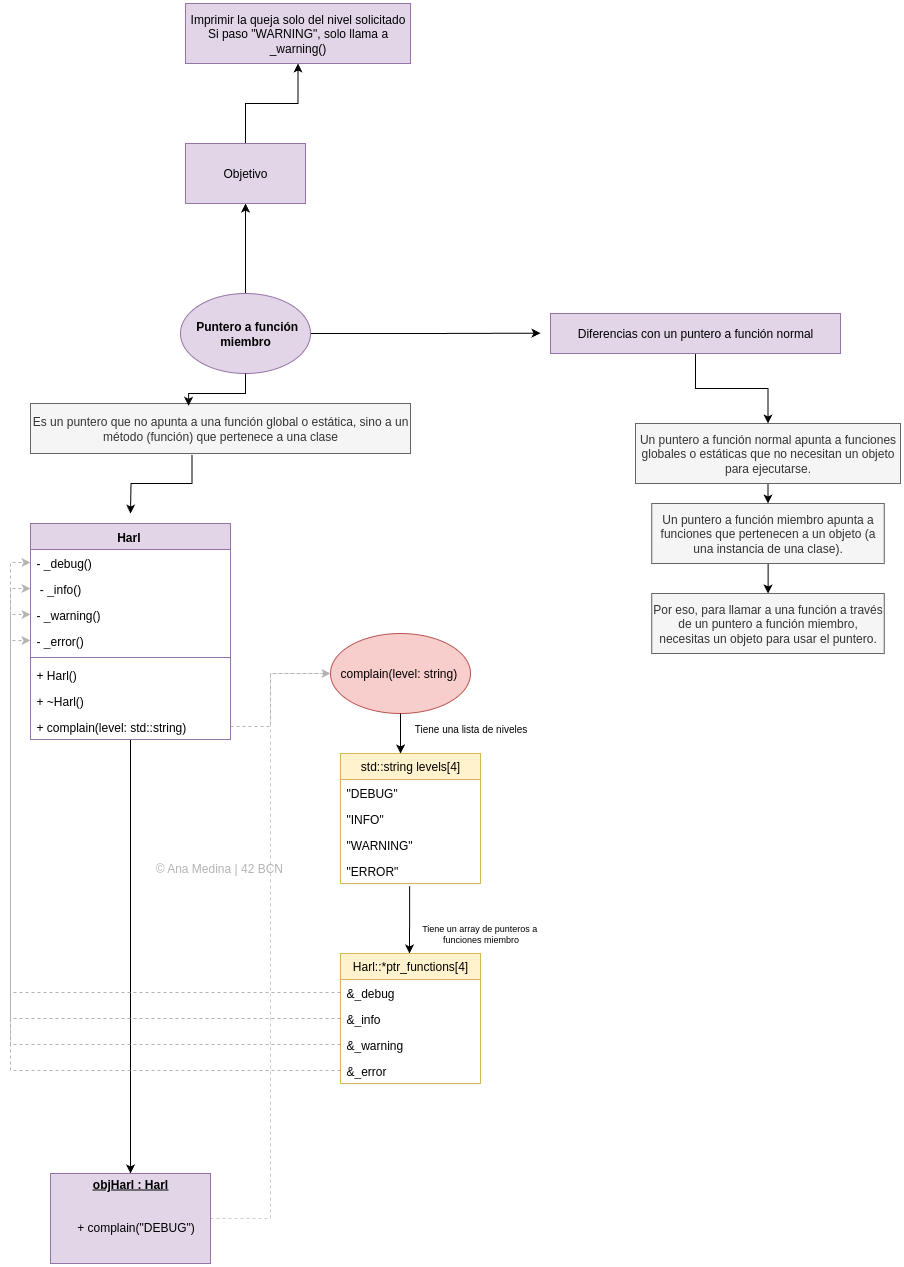 Imprimir la queja solo del nivel solicitado
Si paso "WARNING", solo llama a
_warning()
Objetivo
Puntero a función
miembro
Diferencias con un puntero a función normal
Es un puntero que no apunta a una función global o estática, sino a un
método (función) que pertenece a una clase
Un puntero a función normal apunta a funciones
globales o estáticas que no necesitan un objeto
para ejecutarse.
Un puntero a función miembro apunta a
funciones que pertenecen a un objeto (a
una instancia de una clase).
Por eso, para llamar a una función a través
de un puntero a función miembro,
necesitas un objeto para usar el puntero.
Harl
- _debug()
- _info()
- _warning()
- _error()
+ Harl()
+ ~Harl()
+ complain(level: std::string)
complain(level: string)
Tiene una lista de niveles
std::string levels[4]
"DEBUG"
"INFO"
"WARNING"
"ERROR"
© Ana Medina | 42 BCN
Tiene un array de punteros a
funciones miembro
Harl::*ptr_functions[4]
&_debug
&_info
&_warning
&_error
objHarl : Harl
+ complain("DEBUG")